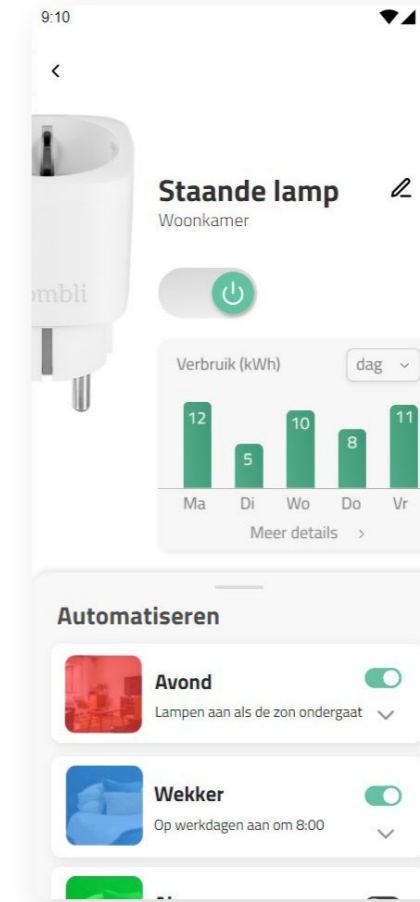 9:10
Staande lamp
Woonkamer
ombli
Verbruik (kWh)
dag
12
5
10
8
11
Ma
Di
Wo
Do
Vr
Meer details
Automatiseren
Avond
Lampen aan als de zon ondergaat
Wekker
Op werkdagen aan om 8:00